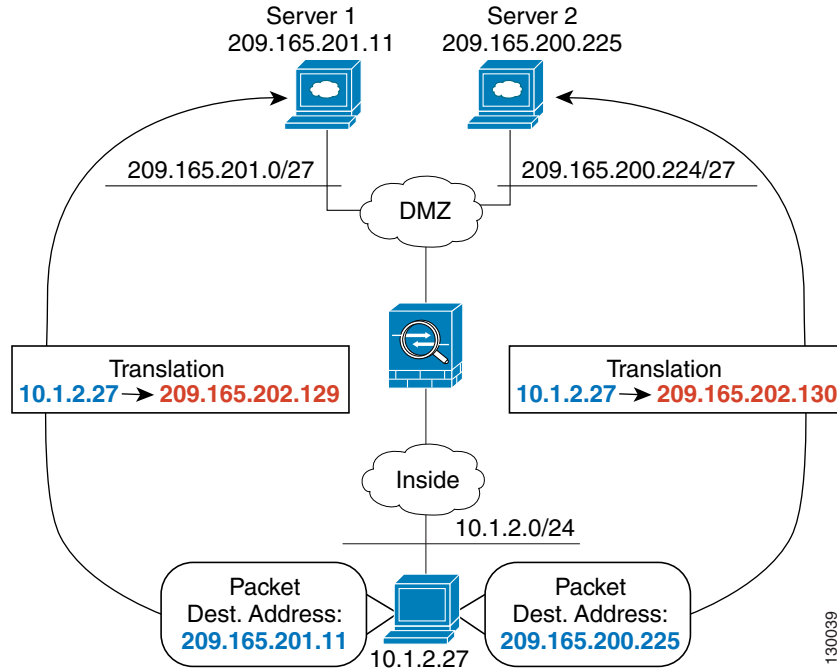 Server 1
209.165.201.11
Server 2
209.165.200.225
209.165.201.0/27
209.165.200.224/27
DMZ
Translation
10.1.2.27 209.165.202.129
Translation
10.1.2.27 209.165.202.130
Inside
10.1.2.0/24
Packet
Dest. Address:
209.165.201.11
Packet
Dest. Address:
209.165.200.225
10.1.2.27
130039